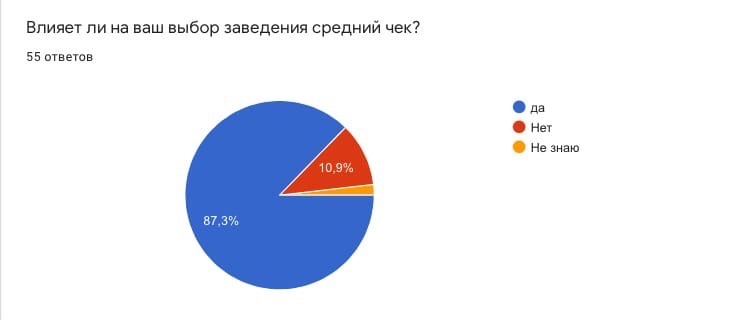 Влияет ли на ваш выбор заведения средний чек?
55 ответов
да
Нет
Не знаю
10,9%
87,3%